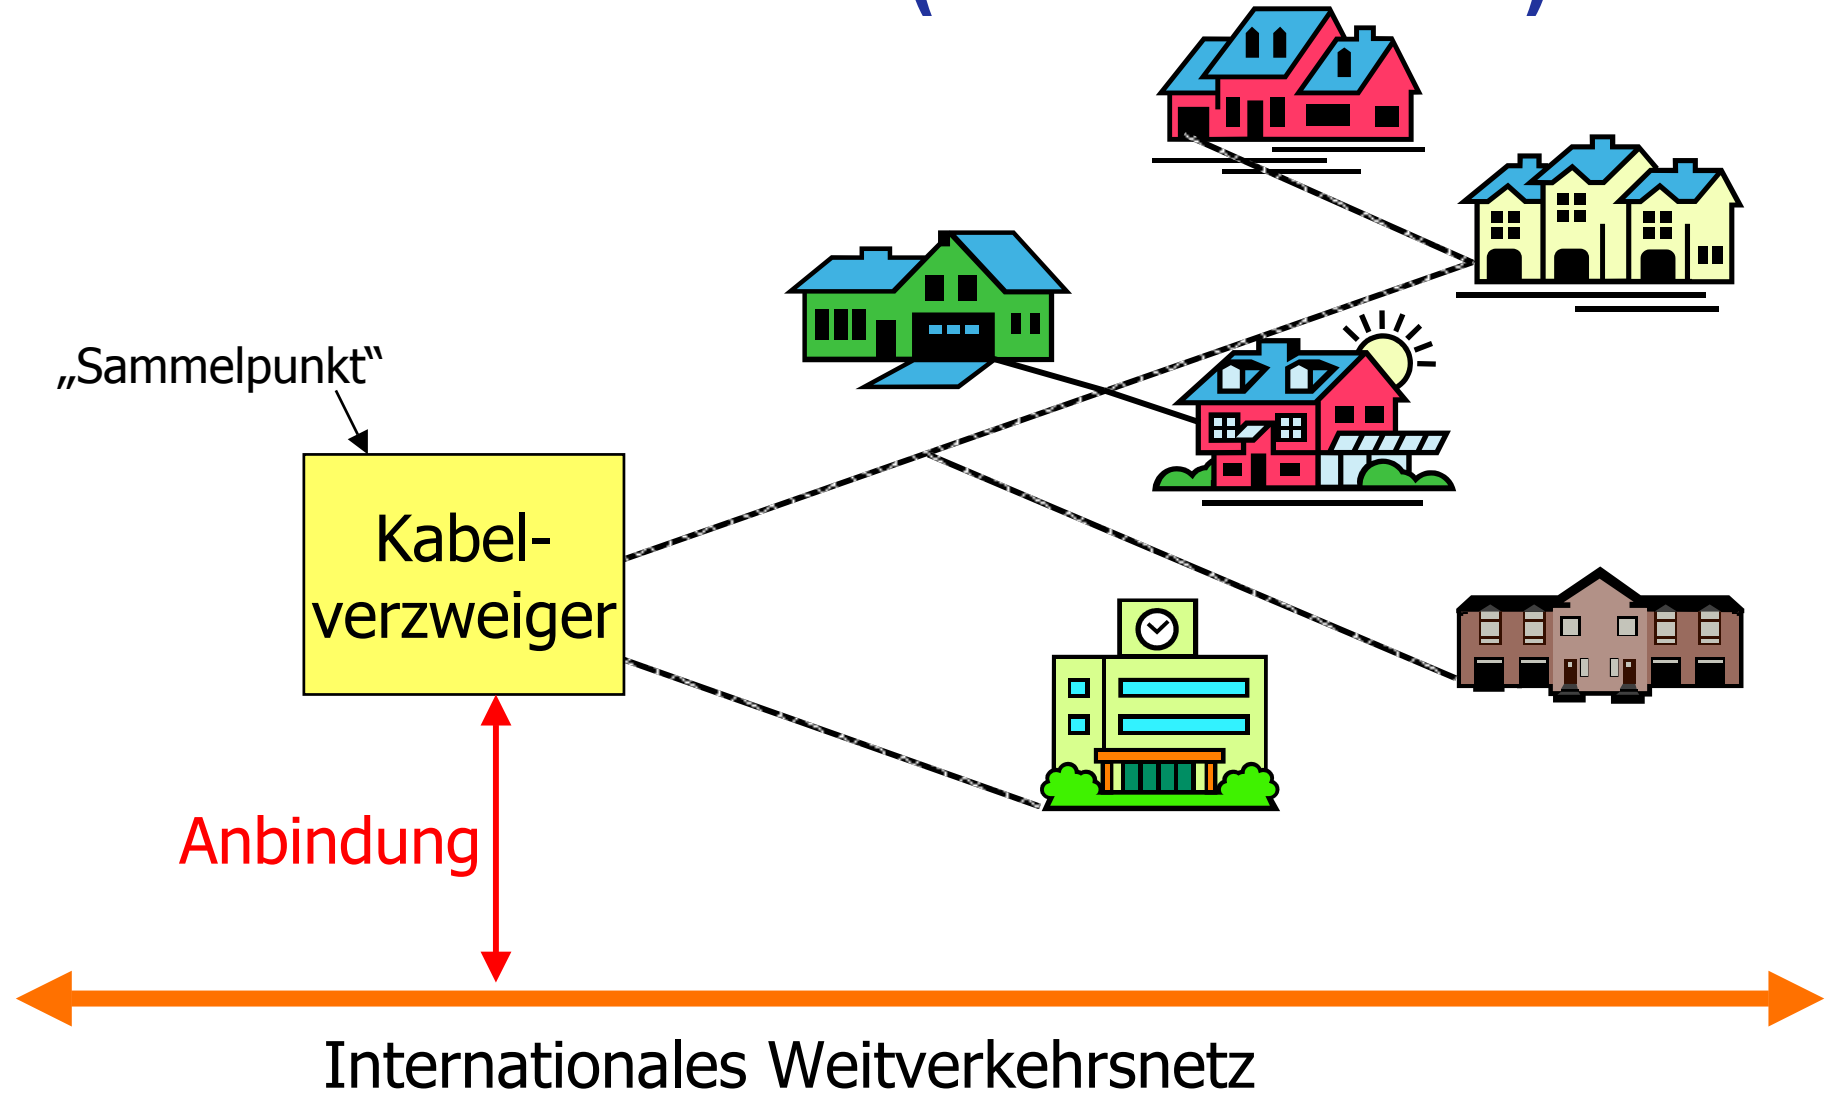 „Sammelpunkt“
Kabel-
verzweiger
Anbindung
Internationales Weitverkehrsnetz